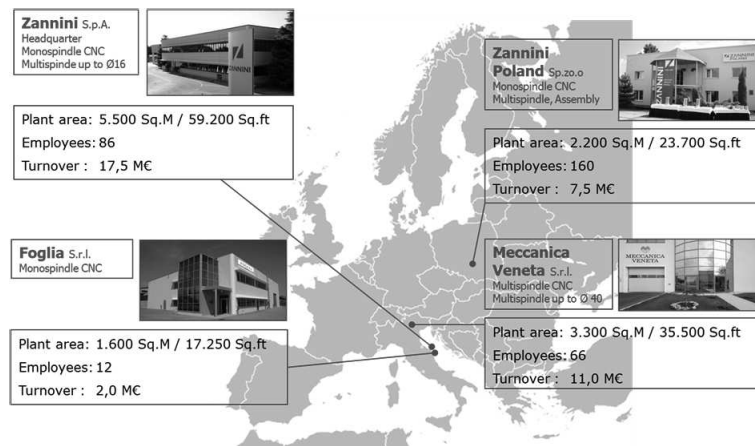 Zannini S.p.A.
Headquarter
Monospindle CNC
Multispinde up to Ø16
ZANNINI
Plant area: 5.500 Sq.M / 59.200 Sq.ft
Employees: 86
Turnover : 17,5 M€
Zannini
Poland Sp.zo.o
Monospindle CNC
Multispindle, Assembly
ZANNINI
Plant area: 2.200 Sq.M / 23.700 Sq.ft
Employees: 160
Turnover : 7,5 M€
Foglia S.r.l.
Monospindle CNC
Plant area: 1.600 Sq.M / 17.250 Sq.ft
Employees: 12
Turnover : 2,0 M€
Meccanica
Veneta S.r.l.
Multispindle CNC
Multispindle up to Ø 40
MECCANICA
VENETA
Plant area: 3.300 Sq.M / 35.500 Sq.ft
Employees: 66
Turnover : 11,0 M€